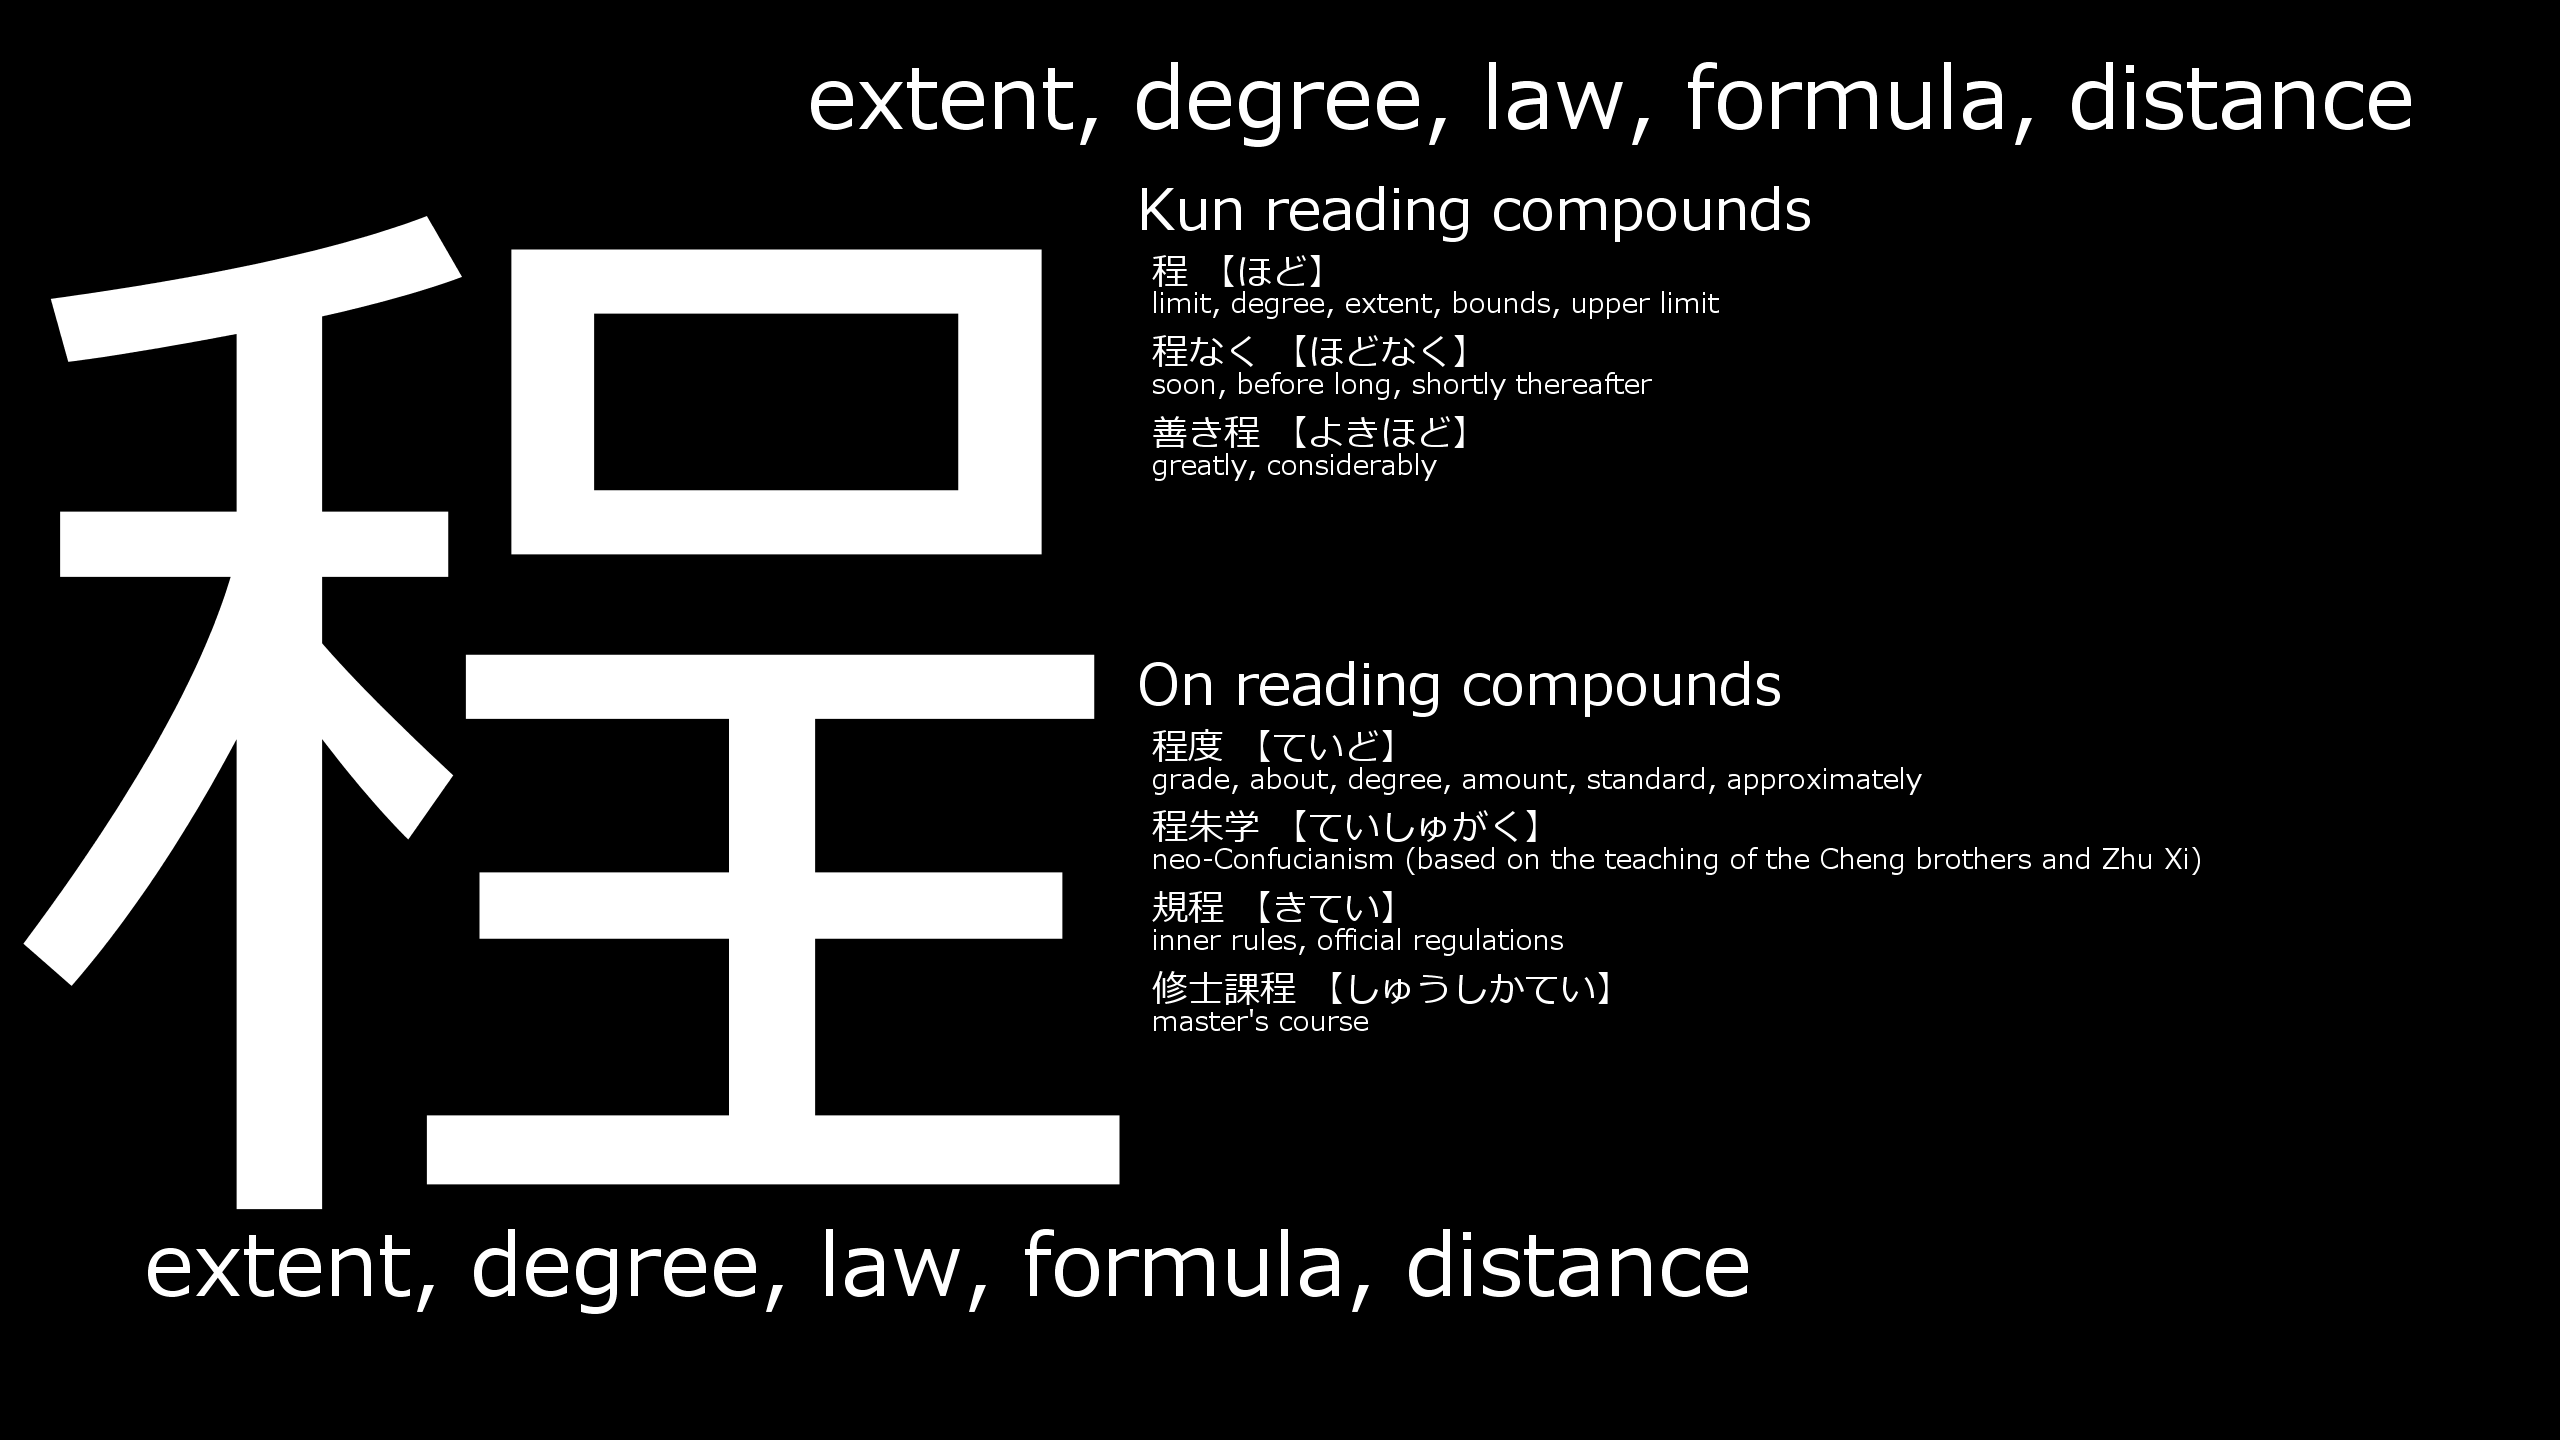 extent, degree, law, formula, distance
程
Kun reading compounds
程 【ほど】
limit, degree, extent, bounds, upper limit
程なく 【ほどなく】
soon, before long, shortly thereafter
善き程 【よきほど】
greatly, considerably
On reading compounds
程度 【ていど】
grade, about, degree, amount, standard, approximately
程朱学 【ていしゅがく】
neo-Confucianism (based on the teaching of the Cheng brothers and Zhu Xi)
規程 【きてい】
inner rules, official regulations
修士課程 【しゅうしかてい】
master's course
extent, degree, law, formula, distance